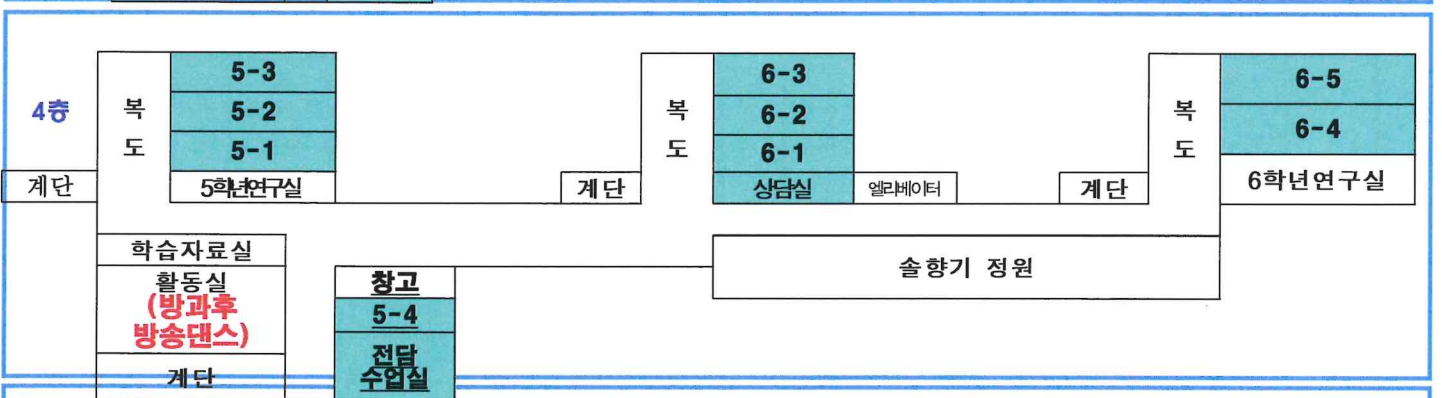 4층
복
도
5-3
5-2
5-1
5학년연구실
계단
복
도
6-3
6-2
6-1
상담실
엘리베이터
계단
복
도
6-5
6-4
6학년연구실
계단
학습자료실
활동실
(방과후
방송댄스)
계단
창고
5-4
전담
수업실
솔향기 정원